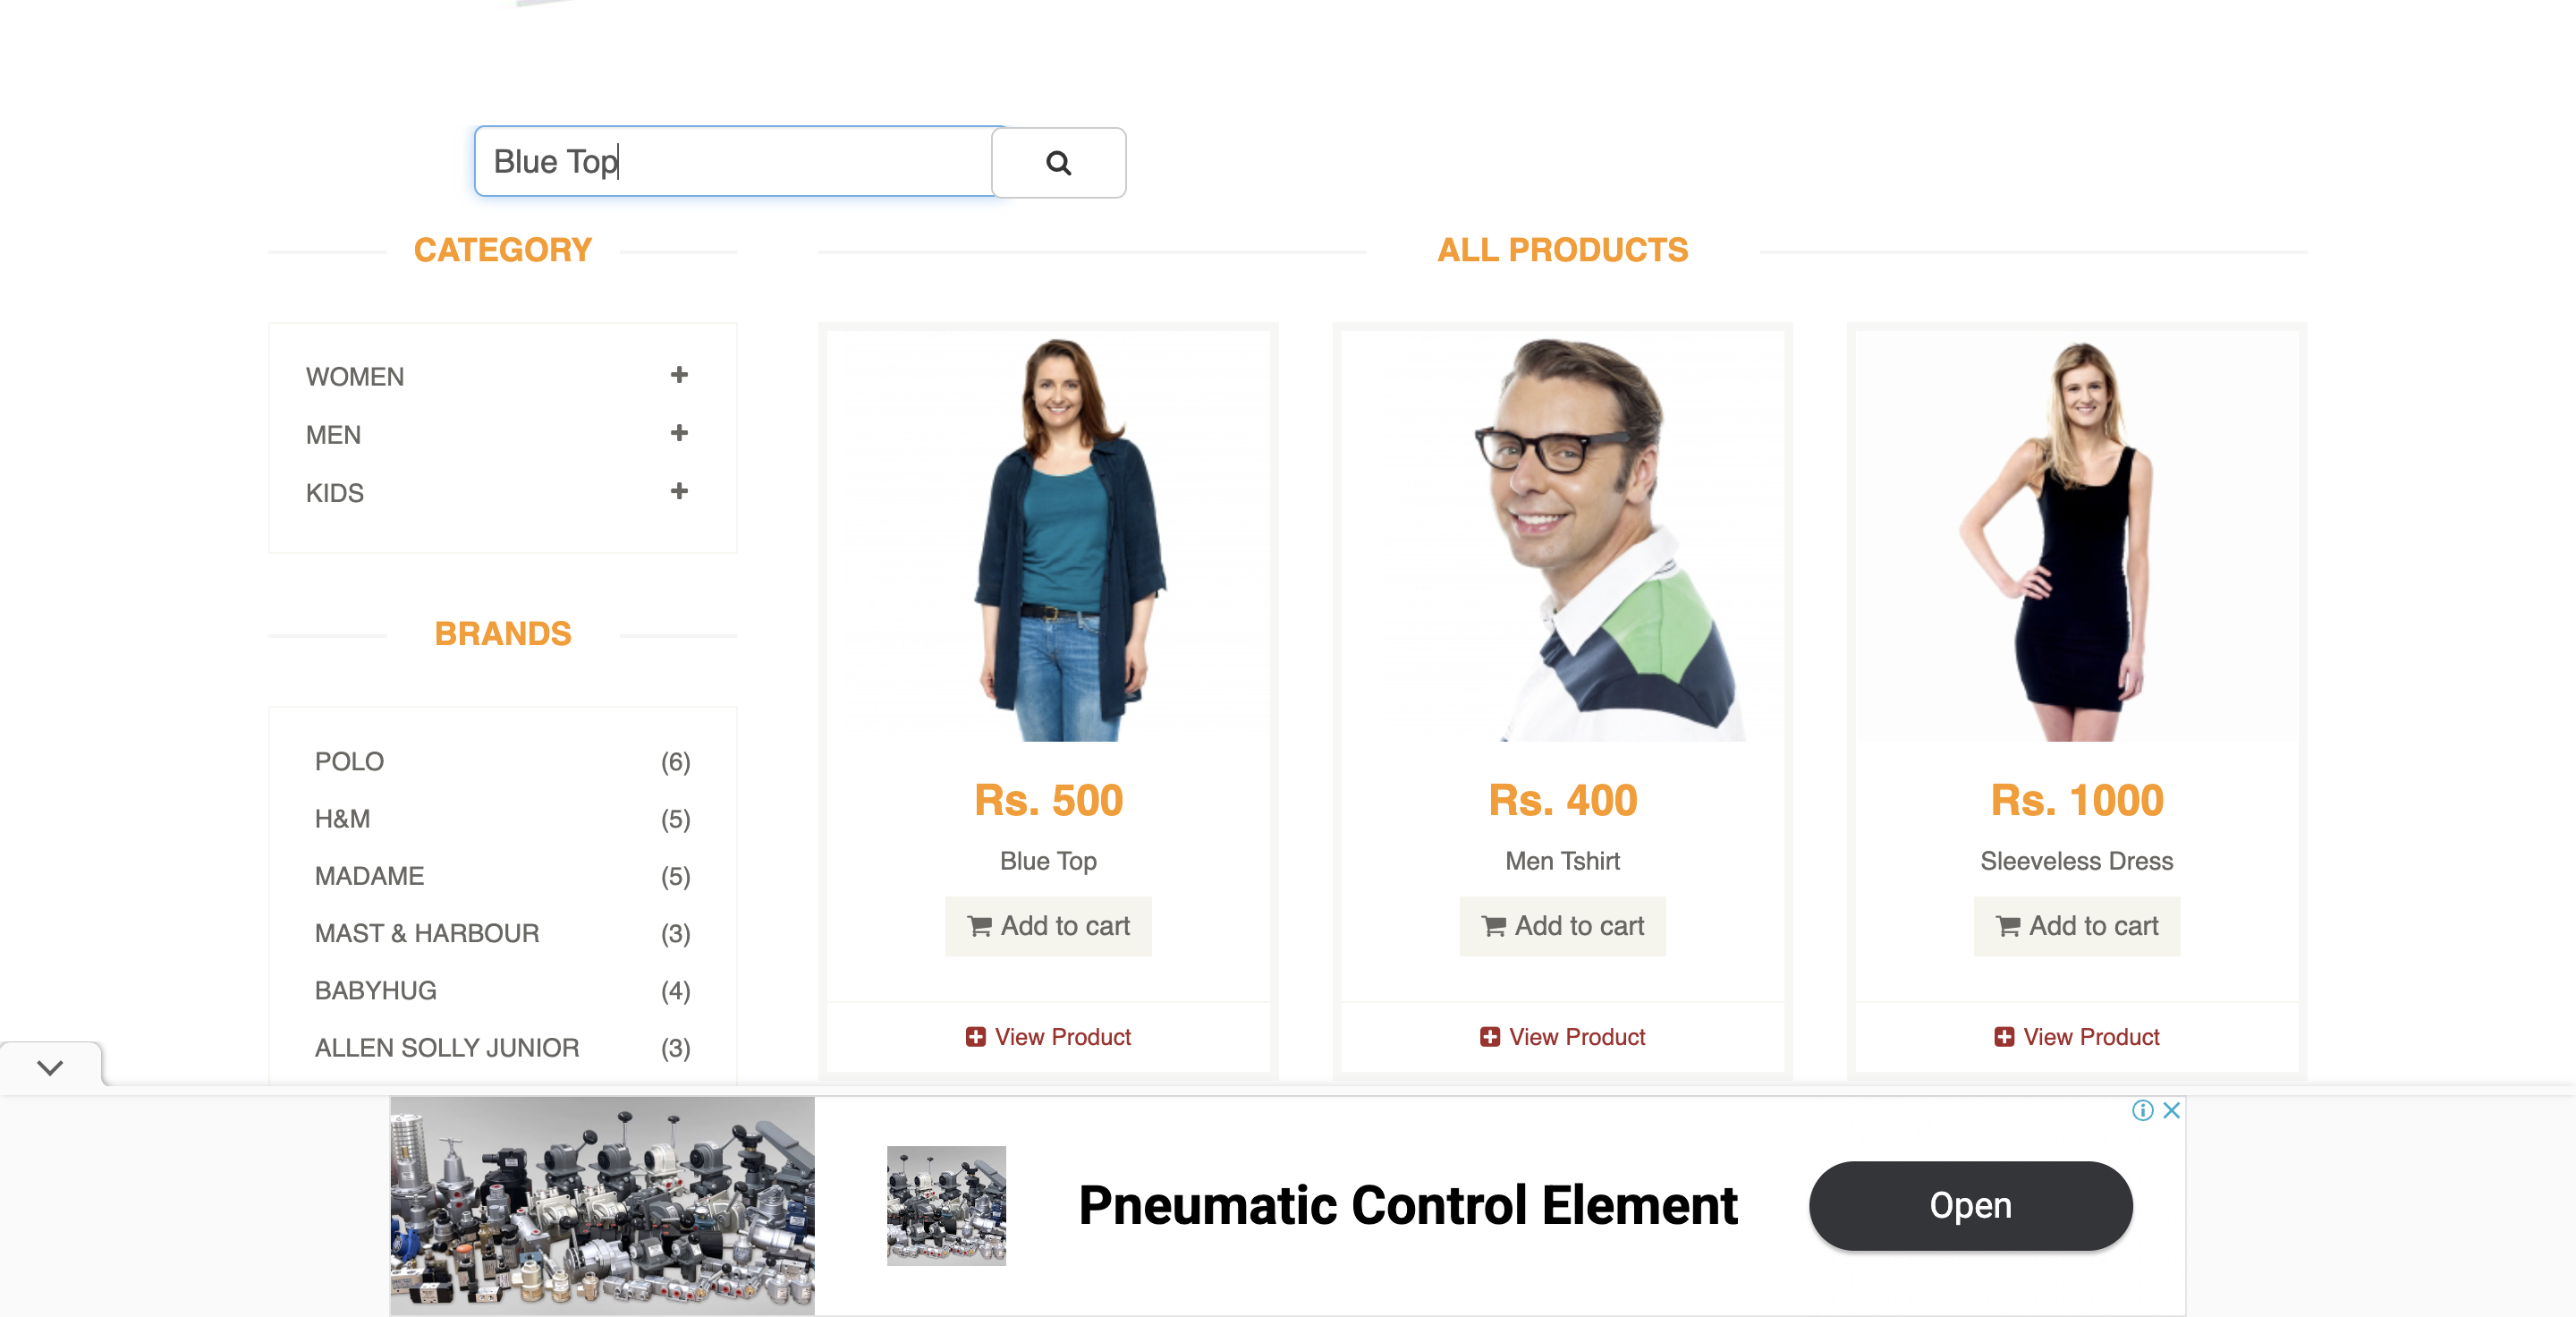 Blue Top
CATEGORY
WOMEN
MEN
KIDS
BRANDS
POLO (6)
H&M (5)
MADAME (5)
MAST & HARBOUR (3)
BABYHUG (4)
ALLEN SOLLY JUNIOR (3)
ALL PRODUCTS
Rs. 500
Blue Top
Add to cart
View Product
Rs. 400
Men Tshirt
Add to cart
View Product
Rs. 1000
Sleeveless Dress
Add to cart
View Product
Pneumatic Control Element
Open